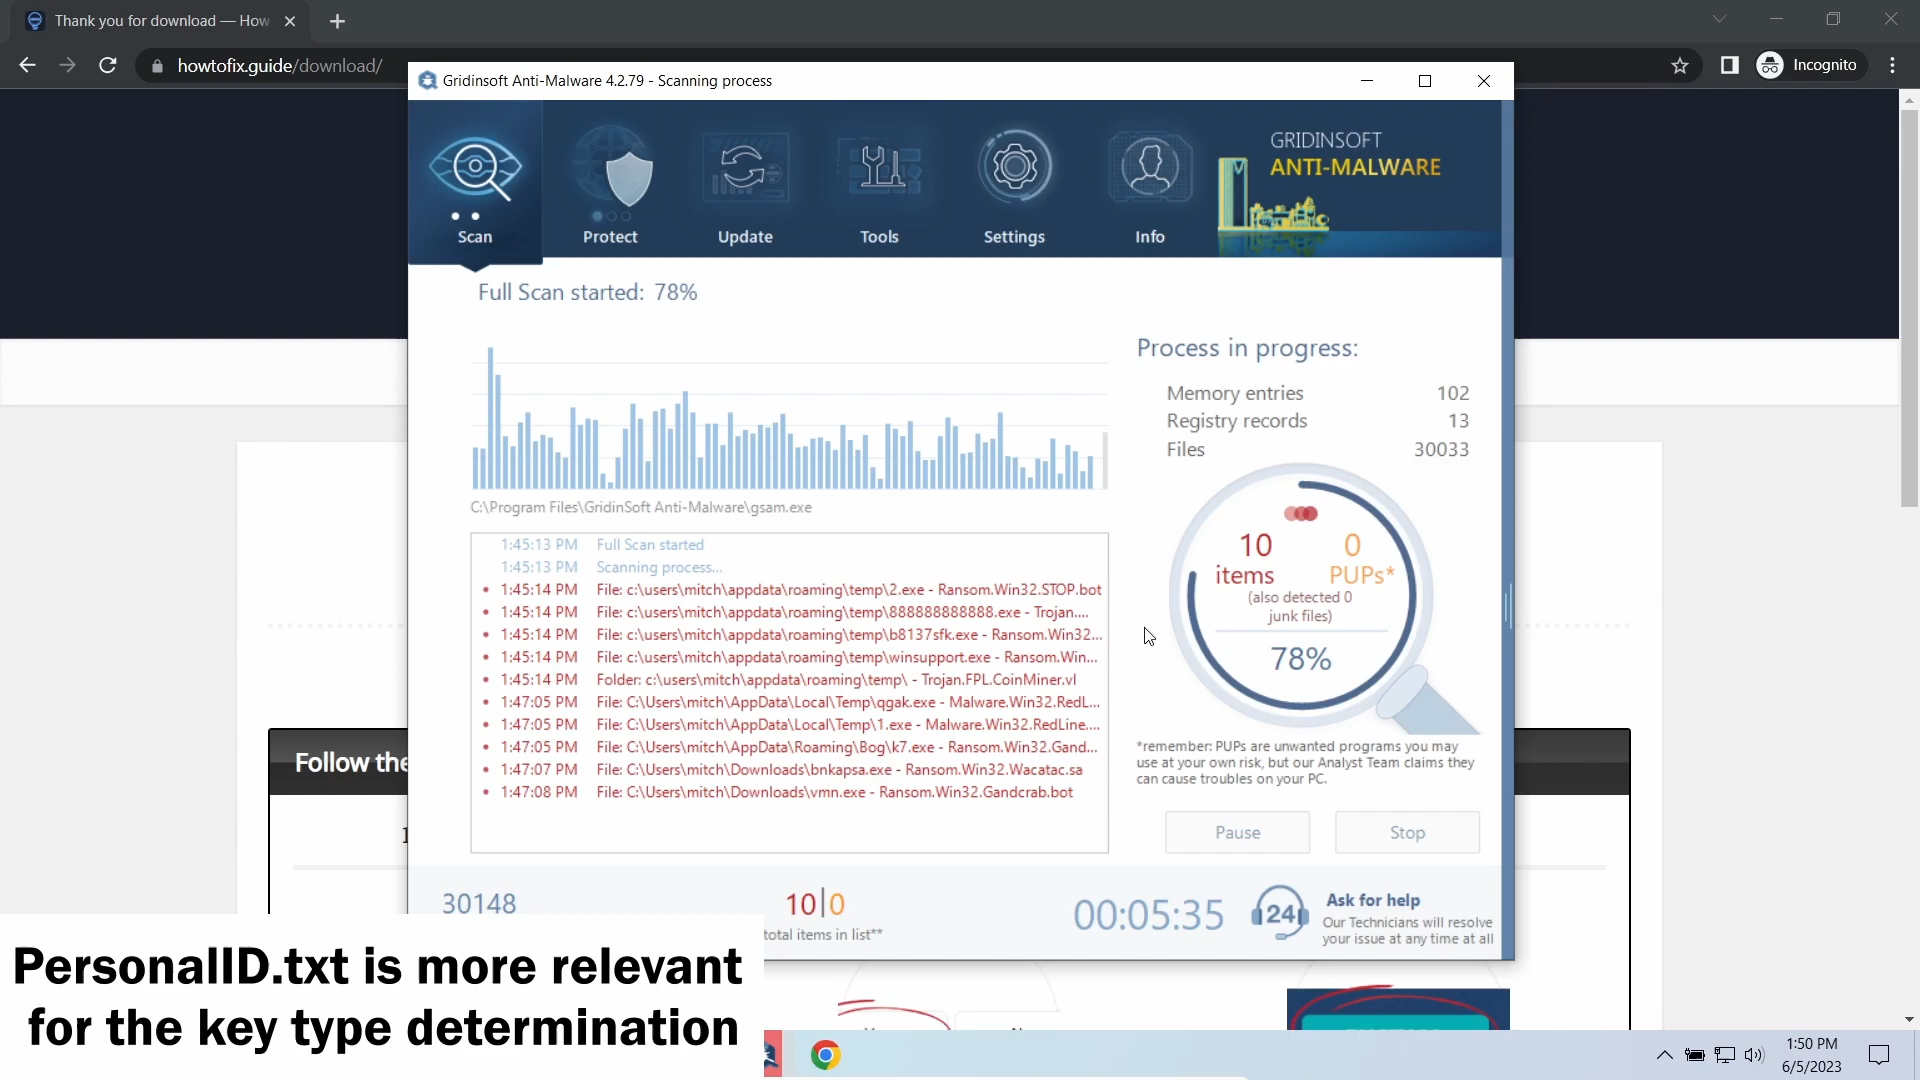 Thank you for download — How
howtofix.guide/download/
Incognito
Gridinsoft Anti-Malware 4.2.79 - Scanning process
Scan
Protect
Update
Tools
Settings
Info
GRIDINSOFT
ANTI-MALWARE
Full Scan started: 78%
C:\Program Files\GridinSoft Anti-Malware\gsam.exe
1:45:13 PM Full Scan started
1:45:13 PM Scanning process...
1:45:14 PM File: c:\users\mitch\appdata\roaming\temp\2.exe - Ransom.Win32.STOP.bot
1:45:14 PM File: c:\users\mitch\appdata\roaming\temp\888888888888.exe - Trojan....
1:45:14 PM File: c:\users\mitch\appdata\roaming\temp\b8137sfk.exe - Ransom.Win32...
1:45:14 PM File: c:\users\mitch\appdata\roaming\temp\winsupport.exe - Ransom.Win...
1:45:14 PM Folder: c:\users\mitch\appdata\roaming\temp\ - Trojan.FPL.CoinMiner.vl
1:47:05 PM File: C:\Users\mitch\AppData\Local\Temp\qgak.exe - Malware.Win32.RedL...
1:47:05 PM File: C:\Users\mitch\AppData\Local\Temp\1.exe - Malware.Win32.RedLine....
1:47:05 PM File: C:\Users\mitch\AppData\Roaming\Bog\k7.exe - Ransom.Win32.Gand...
1:47:07 PM File: C:\Users\mitch\Downloads\bnkapsa.exe - Ransom.Win32.Wacatac.sa
1:47:08 PM File: C:\Users\mitch\Downloads\vmn.exe - Ransom.Win32.Gandcrab.bot
Process in progress:
Memory entries 102
Registry records 13
Files 30033
10 0
items PUPs*
(also detected 0
junk files)
78%
*remember: PUPs are unwanted programs you may
use at your own risk, but our Analyst Team claims they
can cause troubles on your PC.
Pause
Stop
30148
10|0
total items in list**
00:05:35
24
Ask for help
Our Technicians will resolve
your issue at any time at all
Follow the
1
PersonalID.txt is more relevant
for the key type determination
1:50 PM
6/5/2023